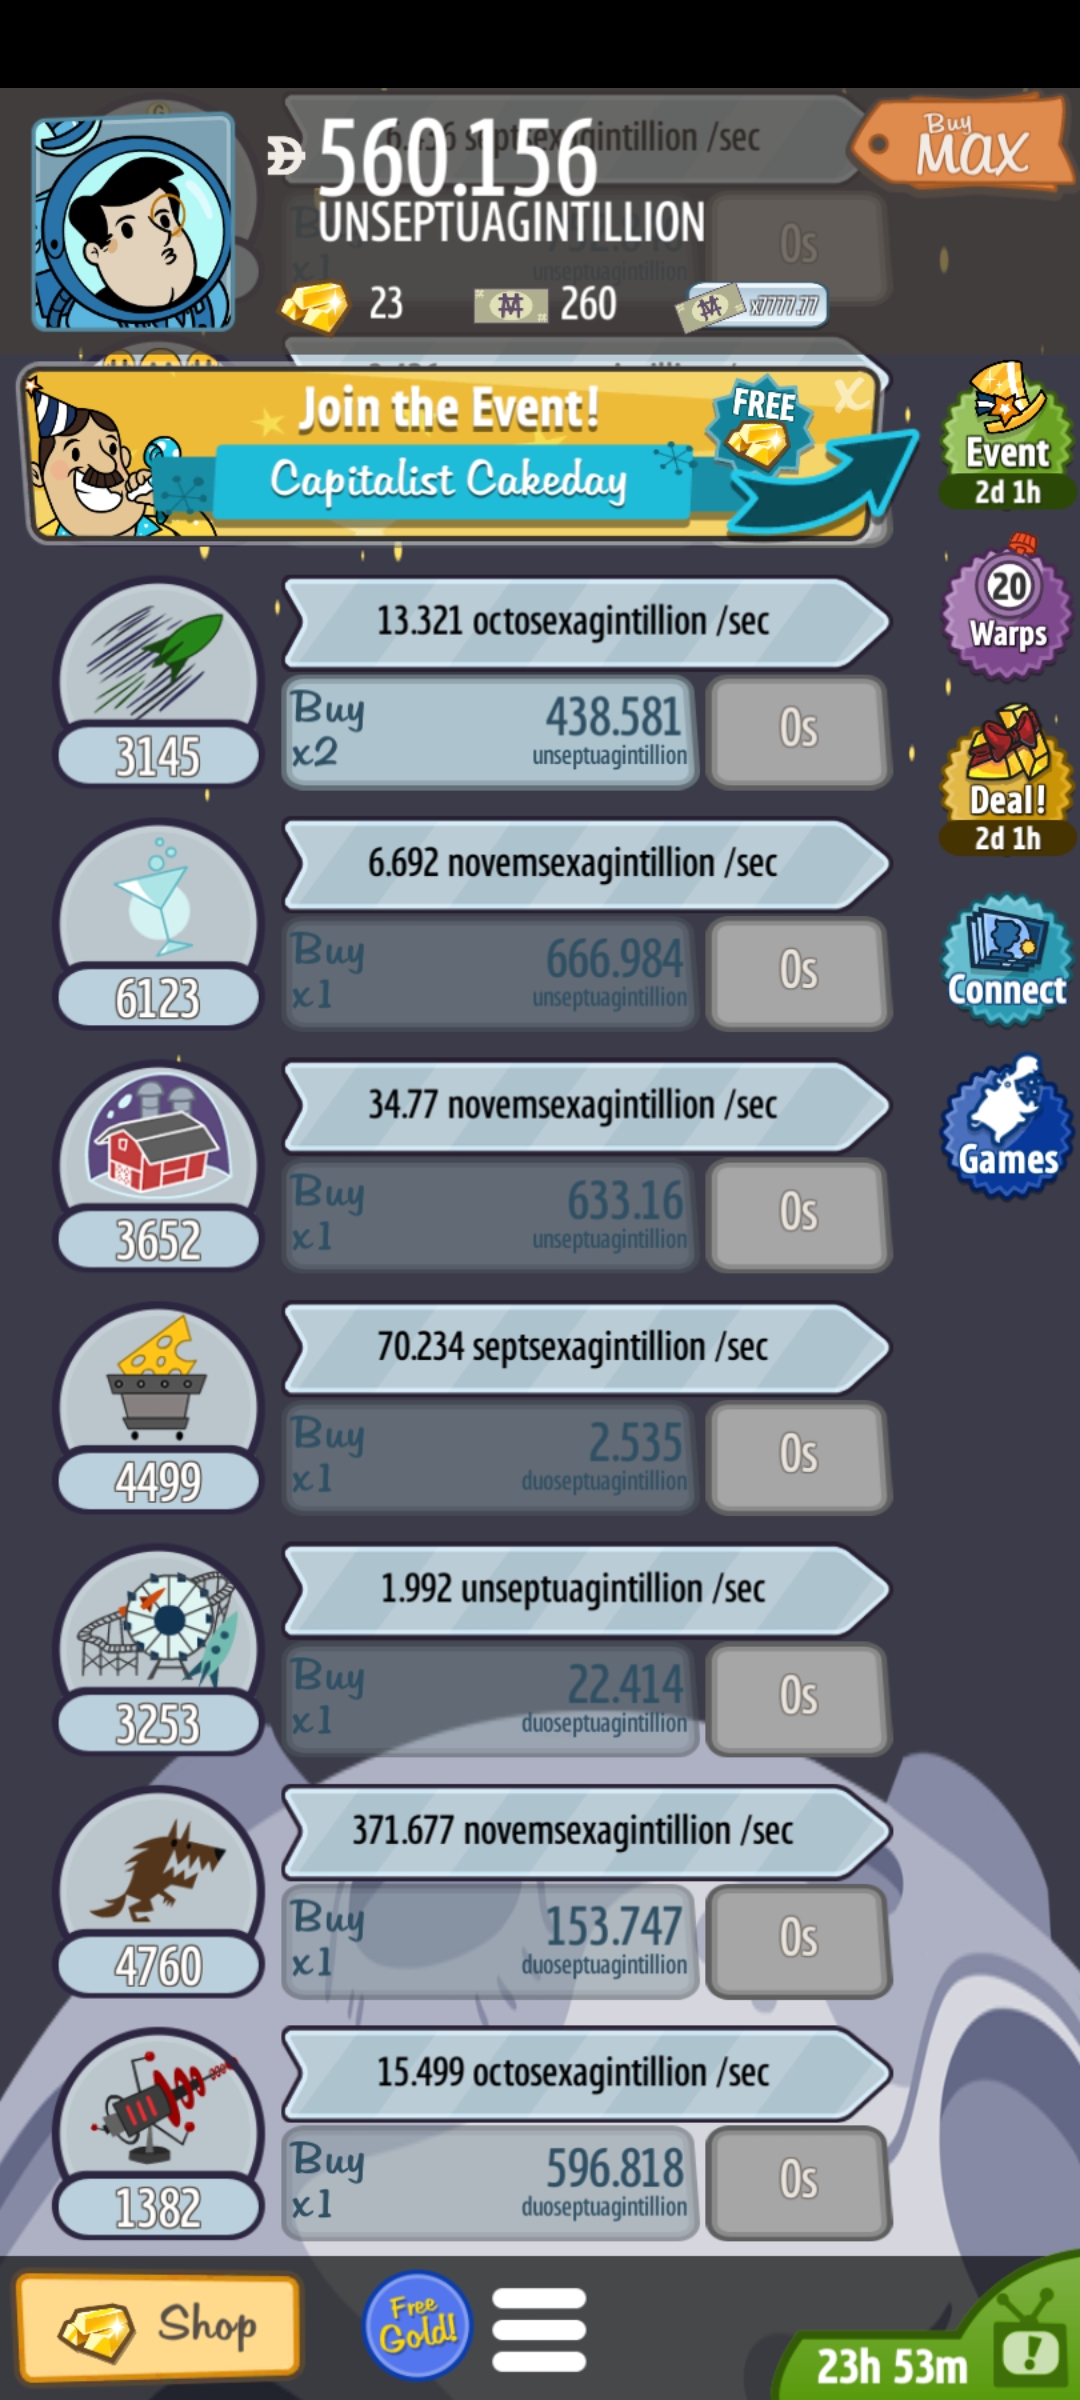 560.156
UNSEPTUAGINTILLION
Buy
MAX
septsexagintillion /sec
x1
unseptuagintillion
0s
23
260
x7777.77
Join the Event!
Capitalist Cakeday
FREE
X
Event
2d 1h
20
Warps
Deal!
2d 1h
Connect
Games
13.321 octosexagintillion /sec
3145
Buy
x2
438.581
unseptuagintillion
0s
6.692 novemsexagintillion /sec
6123
Buy
x1
666.984
unseptuagintillion
0s
34.77 novemsexagintillion /sec
3652
Buy
x1
633.16
unseptuagintillion
0s
70.234 septsexagintillion /sec
4499
Buy
x1
2.535
duoseptuagintillion
0s
1.992 unseptuagintillion /sec
3253
Buy
x1
22.414
duoseptuagintillion
0s
371.677 novemsexagintillion /sec
4760
Buy
x1
153.747
duoseptuagintillion
0s
15.499 octosexagintillion /sec
1382
Buy
x1
596.818
duoseptuagintillion
0s
Shop
Free
Gold!
23h 53m